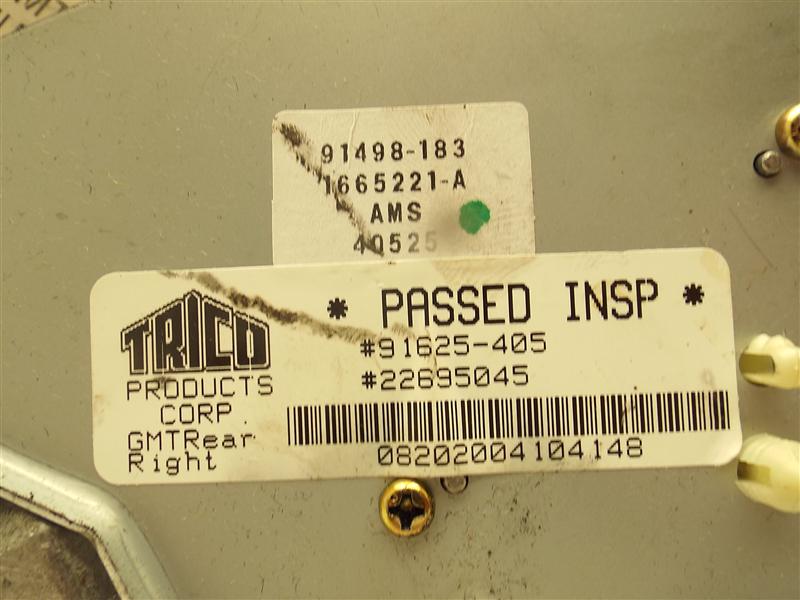 91498-183
1665221-A
AMS
40525
TRICO
PRODUCTS
CORP.
GMTRear
Right
* PASSED INSP *
#91625-405
#22695045
08202004104148